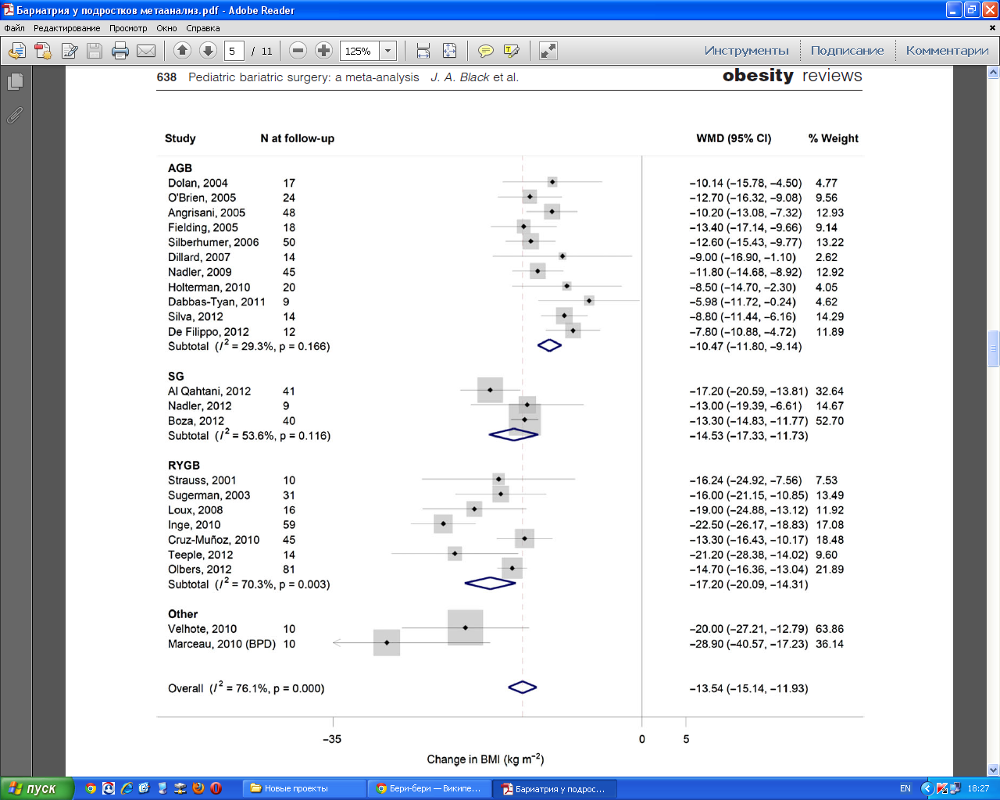 Бариатрия у подростков метаанализ.pdf - Adobe Reader
Файл Редактирование Просмотр Окно Справка
5 / 11 125% Инструменты Подписание Комментарии
638 Pediatric bariatric surgery: a meta-analysis J. A. Black et al. obesity reviews
Study N at follow-up WMD (95% CI) % Weight
AGB
Dolan, 2004 17 −10.14 (−15.78, −4.50) 4.77
O'Brien, 2005 24 −12.70 (−16.32, −9.08) 9.56
Angrisani, 2005 48 −10.20 (−13.08, −7.32) 12.93
Fielding, 2005 18 −13.40 (−17.14, −9.66) 9.14
Silberhumer, 2006 50 −12.60 (−15.43, −9.77) 13.22
Dillard, 2007 14 −9.00 (−16.90, −1.10) 2.62
Nadler, 2009 45 −11.80 (−14.68, −8.92) 12.92
Holterman, 2010 20 −8.50 (−14.70, −2.30) 4.05
Dabbas-Tyan, 2011 9 −5.98 (−11.72, −0.24) 4.62
Silva, 2012 14 −8.80 (−11.44, −6.16) 14.29
De Filippo, 2012 12 −7.80 (−10.88, −4.72) 11.89
Subtotal (I² = 29.3%, p = 0.166) −10.47 (−11.80, −9.14)
SG
Al Qahtani, 2012 41 −17.20 (−20.59, −13.81) 32.64
Nadler, 2012 9 −13.00 (−19.39, −6.61) 14.67
Boza, 2012 40 −13.30 (−14.83, −11.77) 52.70
Subtotal (I² = 53.6%, p = 0.116) −14.53 (−17.33, −11.73)
RYGB
Strauss, 2001 10 −16.24 (−24.92, −7.56) 7.53
Sugerman, 2003 31 −16.00 (−21.15, −10.85) 13.49
Loux, 2008 16 −19.00 (−24.88, −13.12) 11.92
Inge, 2010 59 −22.50 (−26.17, −18.83) 17.08
Cruz-Muñoz, 2010 45 −13.30 (−16.43, −10.17) 18.48
Teeple, 2012 14 −21.20 (−28.38, −14.02) 9.60
Olbers, 2012 81 −14.70 (−16.36, −13.04) 21.89
Subtotal (I² = 70.3%, p = 0.003) −17.20 (−20.09, −14.31)
Other
Velhote, 2010 10 −20.00 (−27.21, −12.79) 63.86
Marceau, 2010 (BPD) 10 −28.90 (−40.57, −17.23) 36.14
Overall (I² = 76.1%, p = 0.000) −13.54 (−15.14, −11.93)
−35 0 5
Change in BMI (kg m⁻²)
пуск Новые проекты Бери-бери — Википе... Бариатрия у подрос... EN 18:27